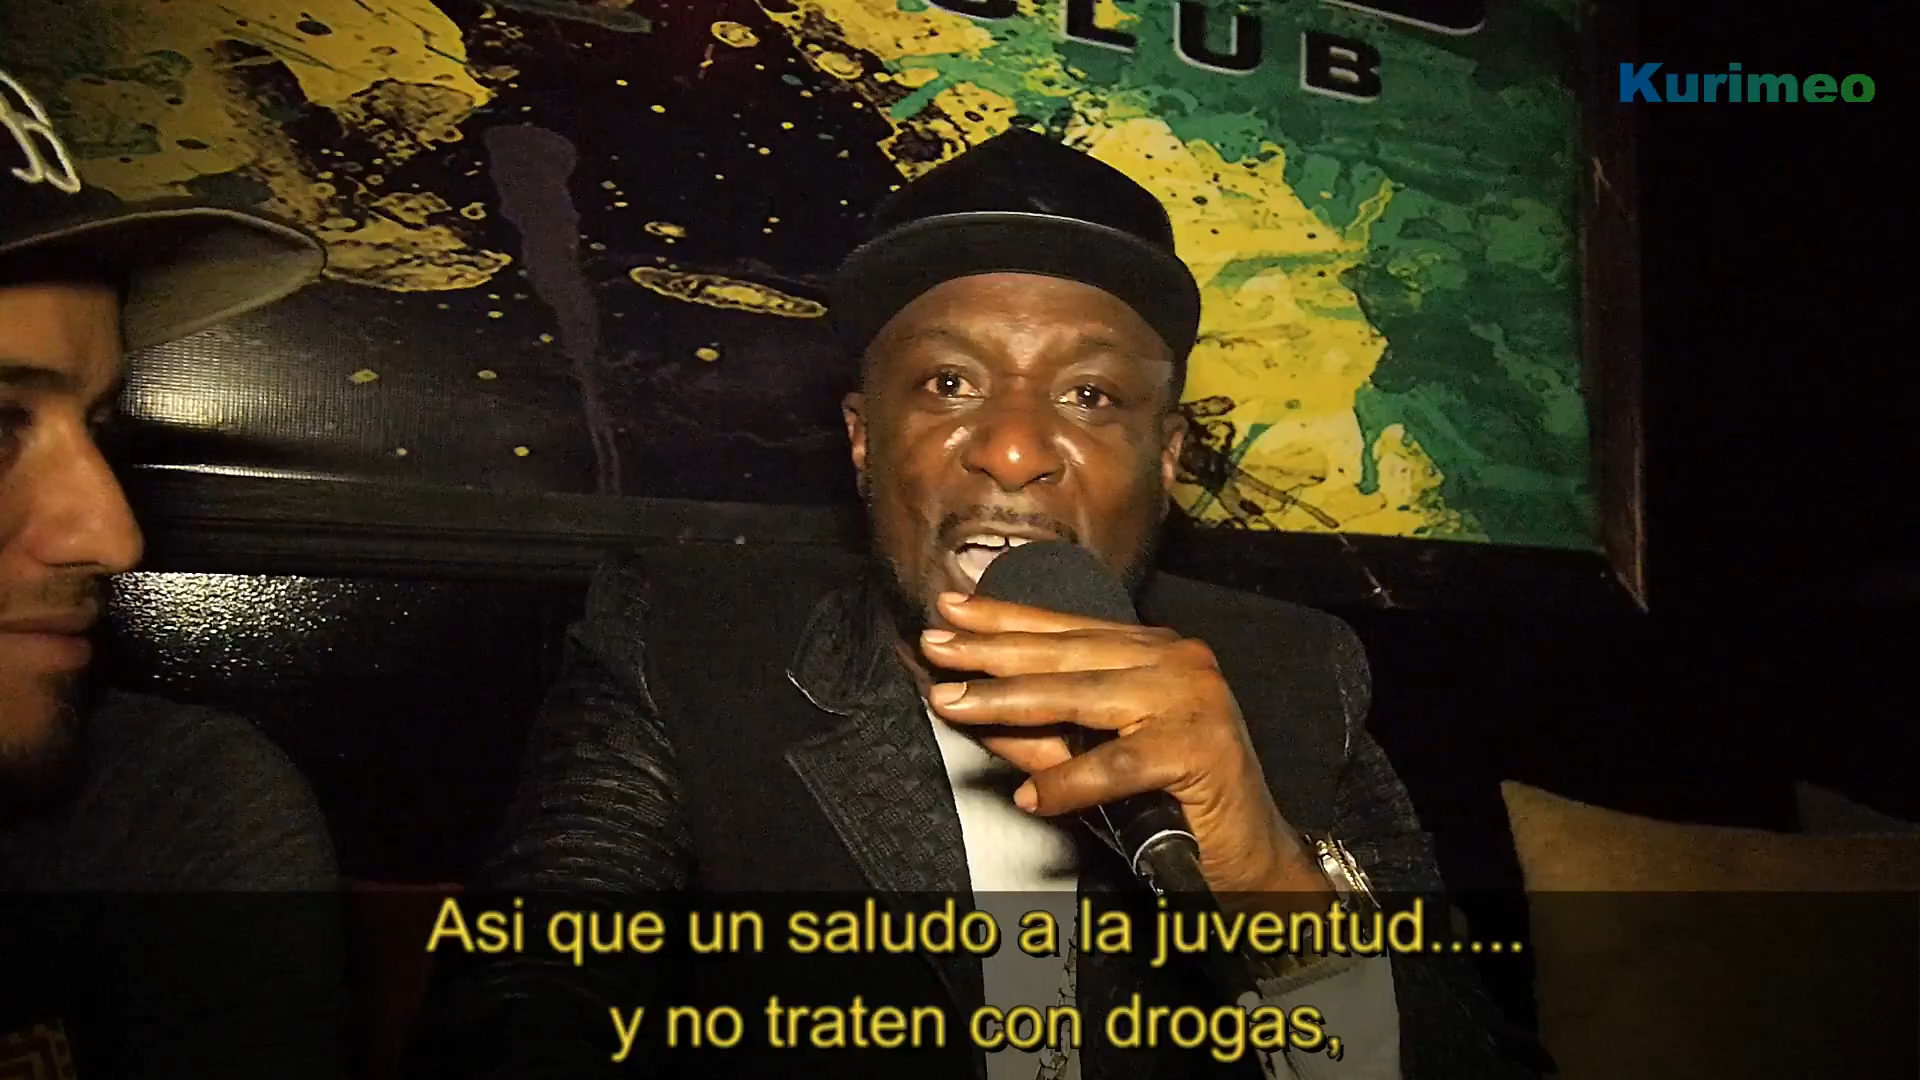 CLUB
Kurimeo
Asi que un saludo a la juventud.....
y no traten con drogas,